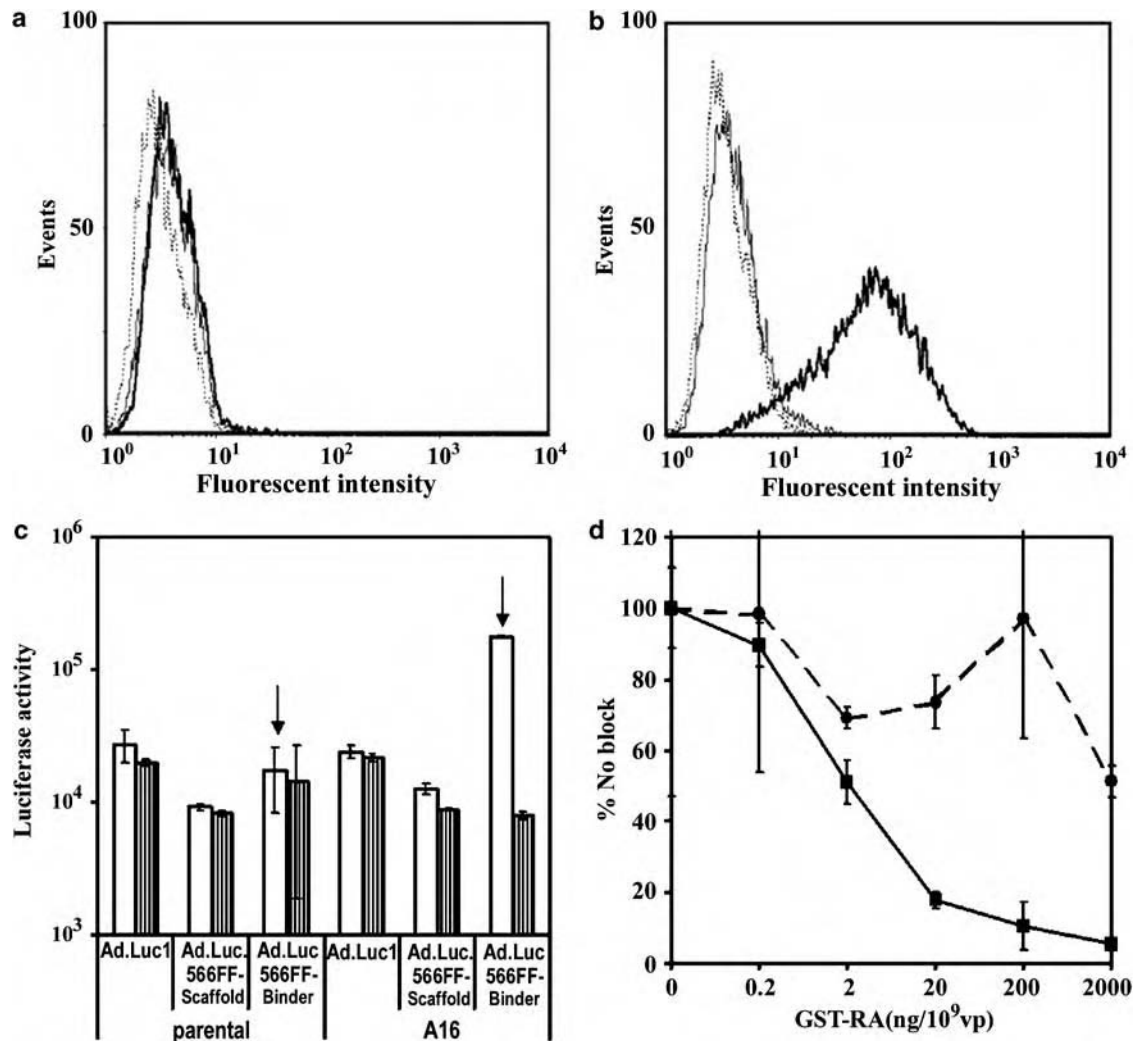 a
100
50
0
Events
10⁰ 10¹ 10² 10³ 10⁴
Fluorescent intensity
b
100
50
0
Events
10⁰ 10¹ 10² 10³ 10⁴
Fluorescent intensity
c
10⁶
10⁵
10⁴
10³
Luciferase activity
Ad.Luc1 Ad.Luc. Ad.Luc Ad.Luc1 Ad.Luc. Ad.Luc
566FF- 566FF- 566FF- 566FF-
Scaffold Binder Scaffold Binder
parental A16
d
120
100
80
60
40
20
0
% No block
0 0.2 2 20 200 2000
GST-RA(ng/10⁹vp)